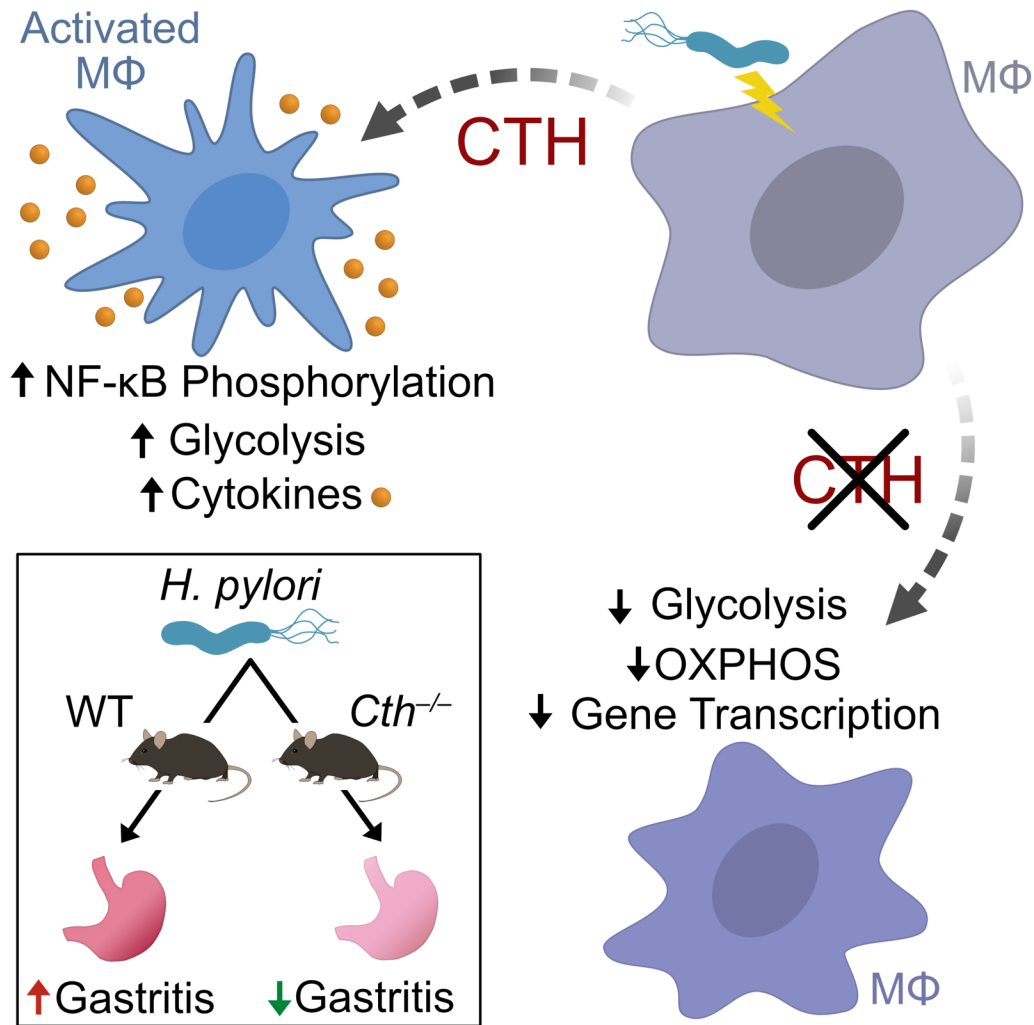 Activated
MΦ
MΦ
CTH
↑ NF-κB Phosphorylation
↑ Glycolysis
↑ Cytokines
CTH
↓ Glycolysis
↓ OXPHOS
↓ Gene Transcription
MΦ
H. pylori
WT
Cth⁻/⁻
↑ Gastritis
↓ Gastritis